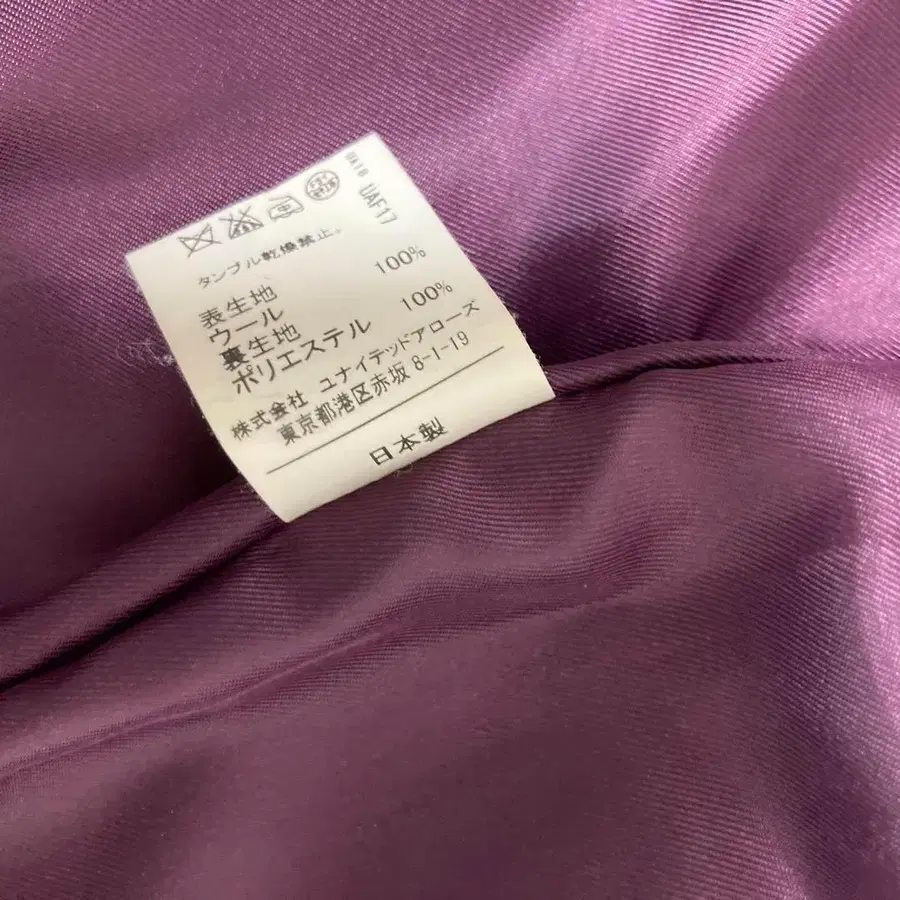 UAF17
タンブル乾燥禁止。
表生地
ウール 100%
裏生地
ポリエステル 100%
株式会社 ユナイテッドアローズ
東京都港区赤坂 8-1-19
日本製